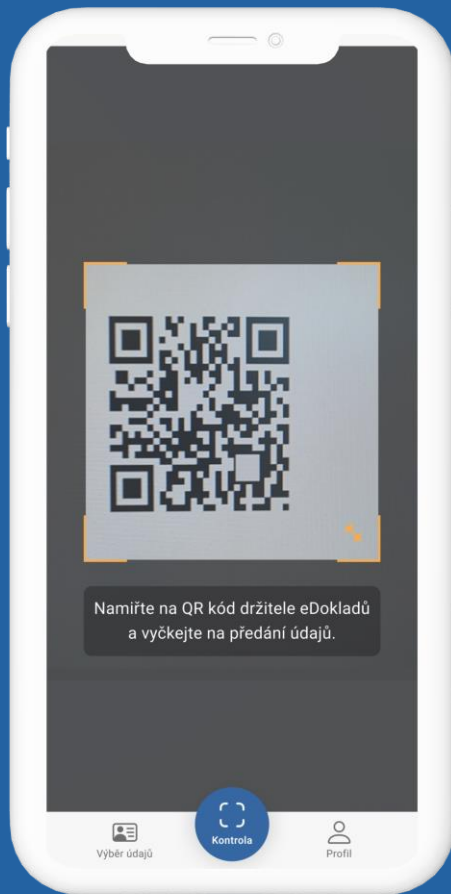 Namiřte na QR kód držitele eDokladů
a vyčkejte na předání údajů.
Výběr údajů
Kontrola
Profil